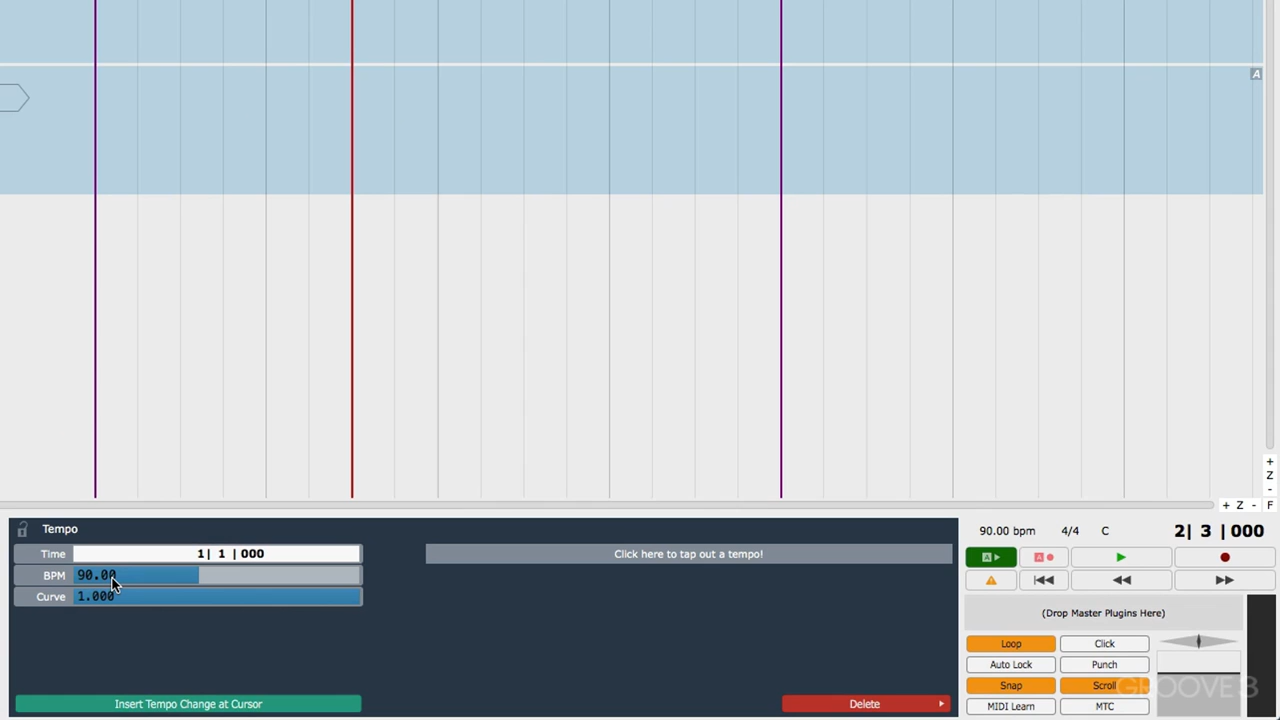 A
+
Z
-
+ Z - F
Tempo
Time 1| 1 |000
BPM 90.00
Curve 1.000
Click here to tap out a tempo!
Insert Tempo Change at Cursor
Delete
90.00 bpm 4/4 C 2| 3 |000
A A
(Drop Master Plugins Here)
Loop Click
Auto Lock Punch
Snap Scroll
MIDI Learn MTC
GROOVE3